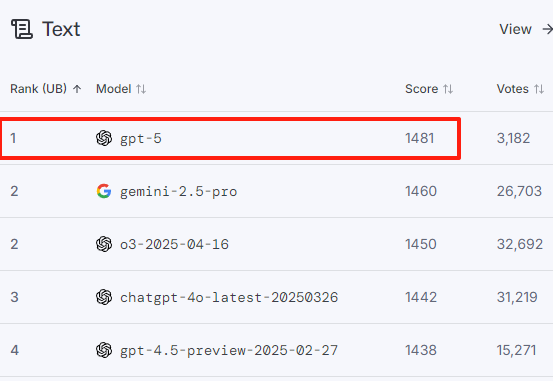 Text View
Rank (UB) Model Score Votes
1 gpt-5 1481 3,182
2 gemini-2.5-pro 1460 26,703
2 o3-2025-04-16 1450 32,692
3 chatgpt-4o-latest-20250326 1442 31,219
4 gpt-4.5-preview-2025-02-27 1438 15,271